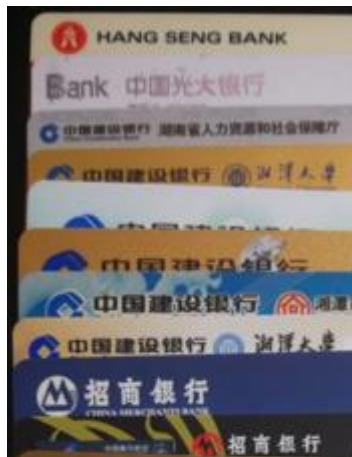 HANG SENG BANK
Bank 中国光大银行
中国建设银行 湖南省人力资源和社会保障厅
中国建设银行 湘潭大学
中国建设银行
中国建设银行
中国建设银行 湘潭
中国建设银行 湘潭大学
招商银行
CHINA MERCHANTS BANK
招商银行